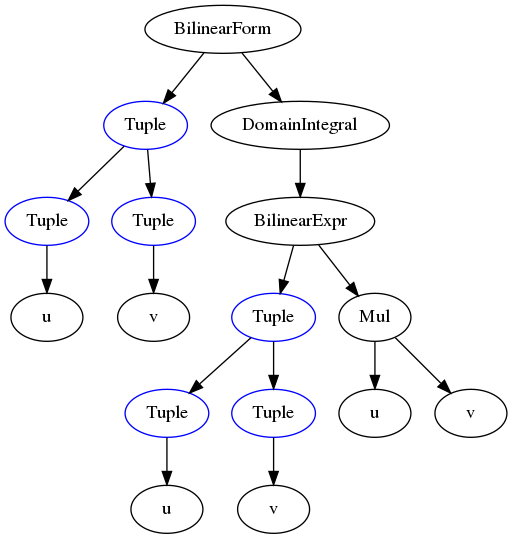 BilinearForm
Tuple
DomainIntegral
Tuple
Tuple
BilinearExpr
u
v
Tuple
Mul
Tuple
Tuple
u
v
u
v